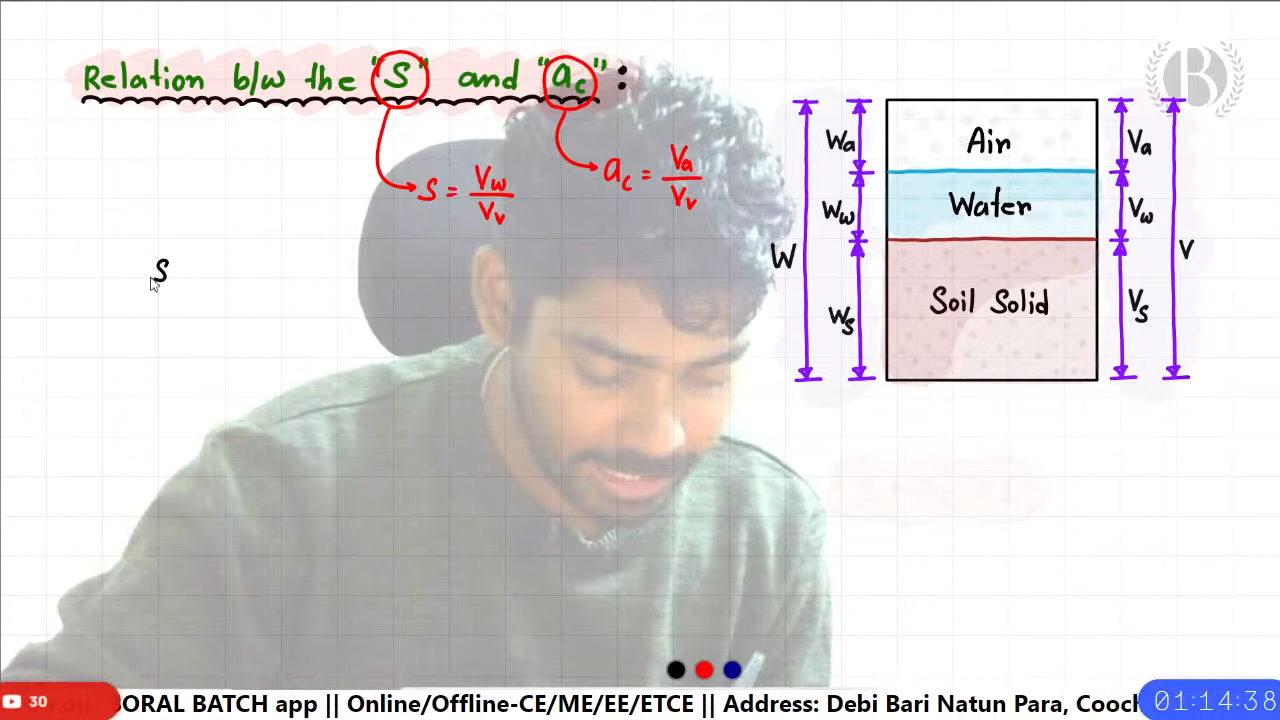 Relation b/w the "S" and "ac":
S = Vw/Vv
ac = Va/Vv
S
Air
Water
Soil Solid
Wa
Ww
Ws
W
Va
Vw
Vs
V
B
30
BORAL BATCH app || Online/Offline-CE/ME/EE/ETCE || Address: Debi Bari Natun Para, Cooch
01:14:38